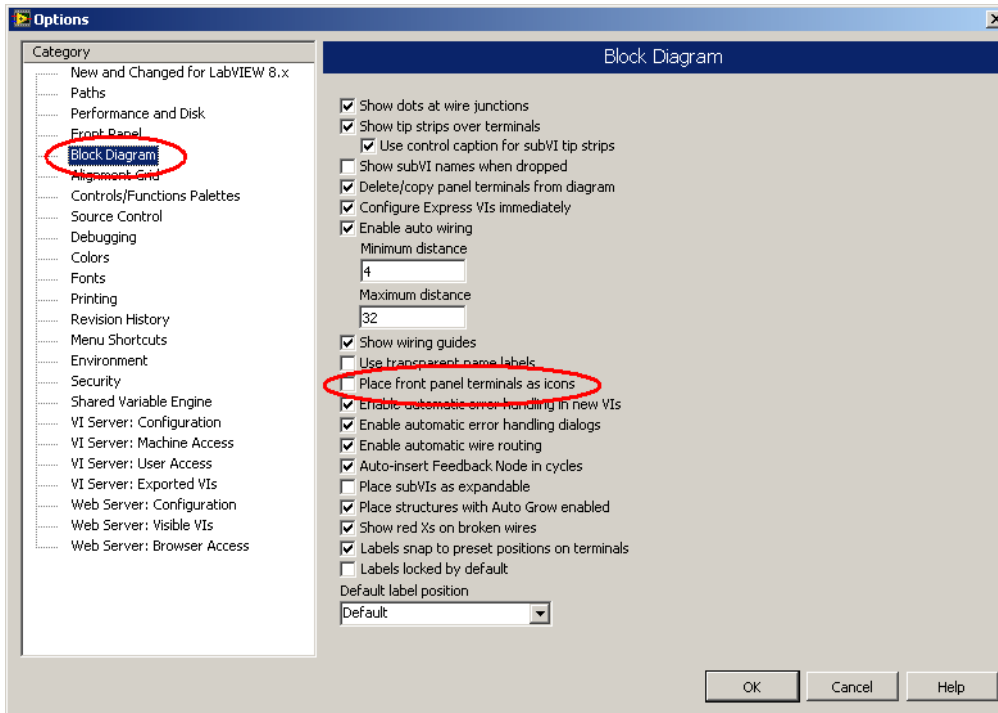 Options
Category
New and Changed for LabVIEW 8.x
Paths
Performance and Disk
Front Panel
Block Diagram
Alignment Grid
Controls/Functions Palettes
Source Control
Debugging
Colors
Fonts
Printing
Revision History
Menu Shortcuts
Environment
Security
Shared Variable Engine
VI Server: Configuration
VI Server: Machine Access
VI Server: User Access
VI Server: Exported VIs
Web Server: Configuration
Web Server: Visible VIs
Web Server: Browser Access
Block Diagram
Show dots at wire junctions
Show tip strips over terminals
Use control caption for subVI tip strips
Show subVI names when dropped
Delete/copy panel terminals from diagram
Configure Express VIs immediately
Enable auto wiring
Minimum distance
4
Maximum distance
32
Show wiring guides
Use transparent name labels
Place front panel terminals as icons
Enable automatic error handling in new VIs
Enable automatic error handling dialogs
Enable automatic wire routing
Auto-insert Feedback Node in cycles
Place subVIs as expandable
Place structures with Auto Grow enabled
Show red Xs on broken wires
Labels snap to preset positions on terminals
Labels locked by default
Default label position
Default
OK Cancel Help